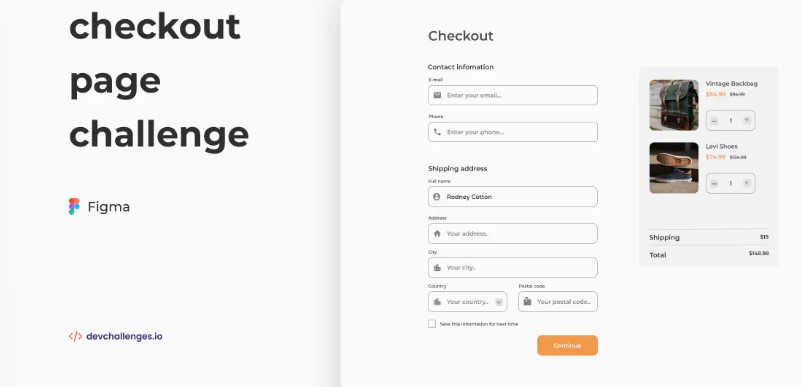 checkout
page
challenge
Figma
</> devchallenges.io
Checkout
Contact infomation
E-mail
Enter your email...
Phone
Enter your phone...
Shipping address
Full name
Rodney Cotton
Address
Your address..
City
Your city..
Country
Postal code
Your country..
Your postal code..
Save this information for next time
Continue
Vintage Backbag
$54.99 $94.99
1
Levi Shoes
$74.99 $124.99
1
Shipping
$19
Total
$148.98